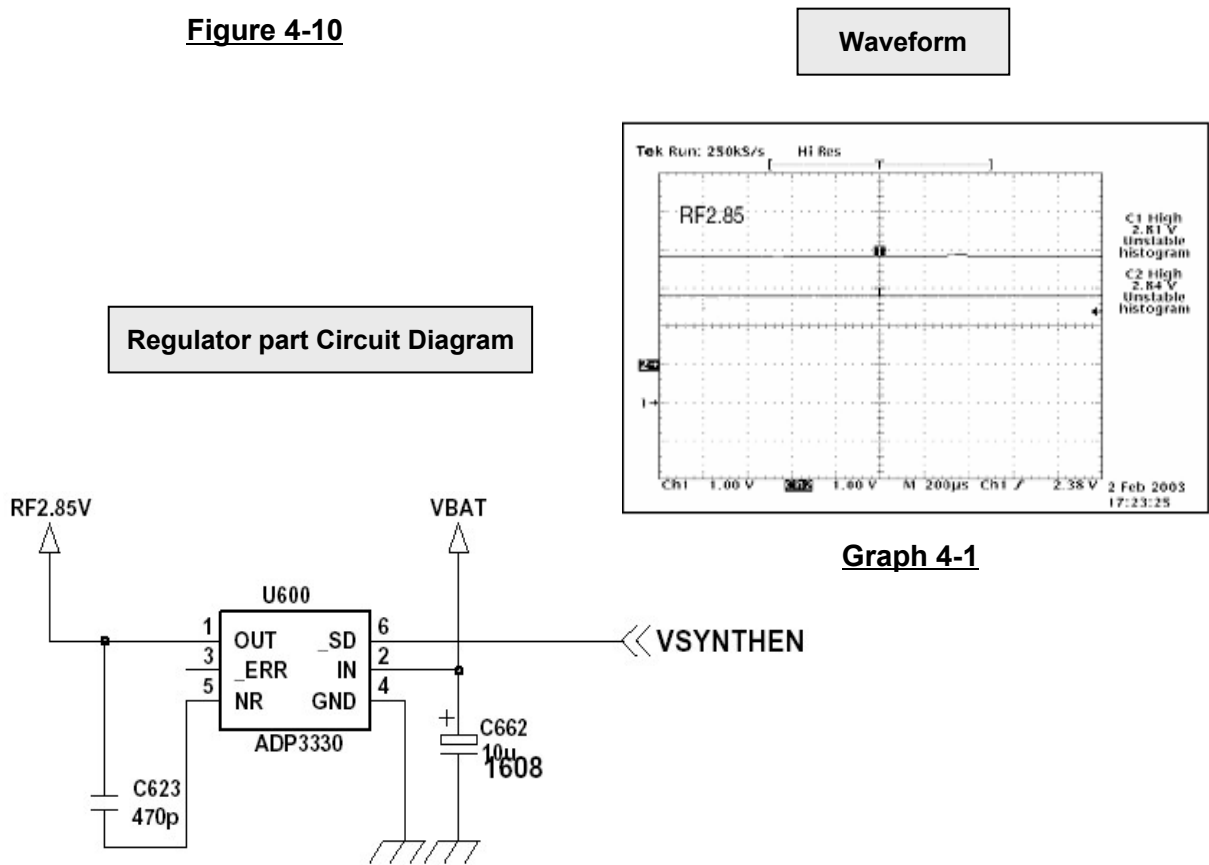 Figure 4-10
Waveform
Tek Run: 250kS/s Hi Res
RF2.85
C1 High
2.81 V
Unstable
histogram
C2 High
2.84 V
Unstable
histogram
2
1
Ch1 1.00 V Ch2 1.00 V M 200µs Ch1 2.38 V
2 Feb 2003
17:23:25
Graph 4-1
Regulator part Circuit Diagram
RF2.85V
VBAT
U600
1 OUT _SD 6
3 _ERR IN 2
5 NR GND 4
ADP3330
VSYNTHEN
C623
470p
+
C662
10u
1608